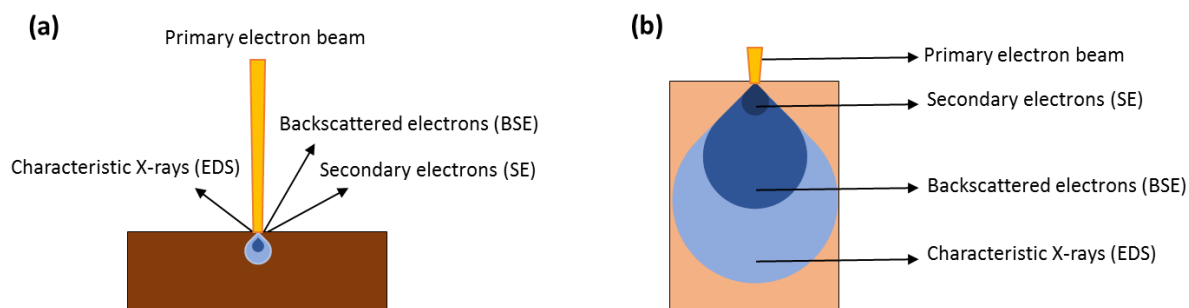 (a)
Primary electron beam
Backscattered electrons (BSE)
Characteristic X-rays (EDS)
Secondary electrons (SE)
(b)
Primary electron beam
Secondary electrons (SE)
Backscattered electrons (BSE)
Characteristic X-rays (EDS)